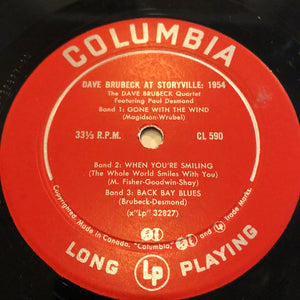 COLUMBIA
DAVE BRUBECK AT STORYVILLE: 1954
The DAVE BRUBECK Quartet
Featuring Paul Desmond
Band 1: GONE WITH THE WIND
(Magidson-Wrubel)
33⅓ R.P.M. CL 590
Band 2: WHEN YOU'RE SMILING
(The Whole World Smiles With You)
(M. Fisher-Goodwin-Shay)
Band 3: BACK BAY BLUES
(Brubeck-Desmond)
(x"Lp" 32827)
Made in Canada. "Columbia," Trade Marks.
LONG Lp PLAYING